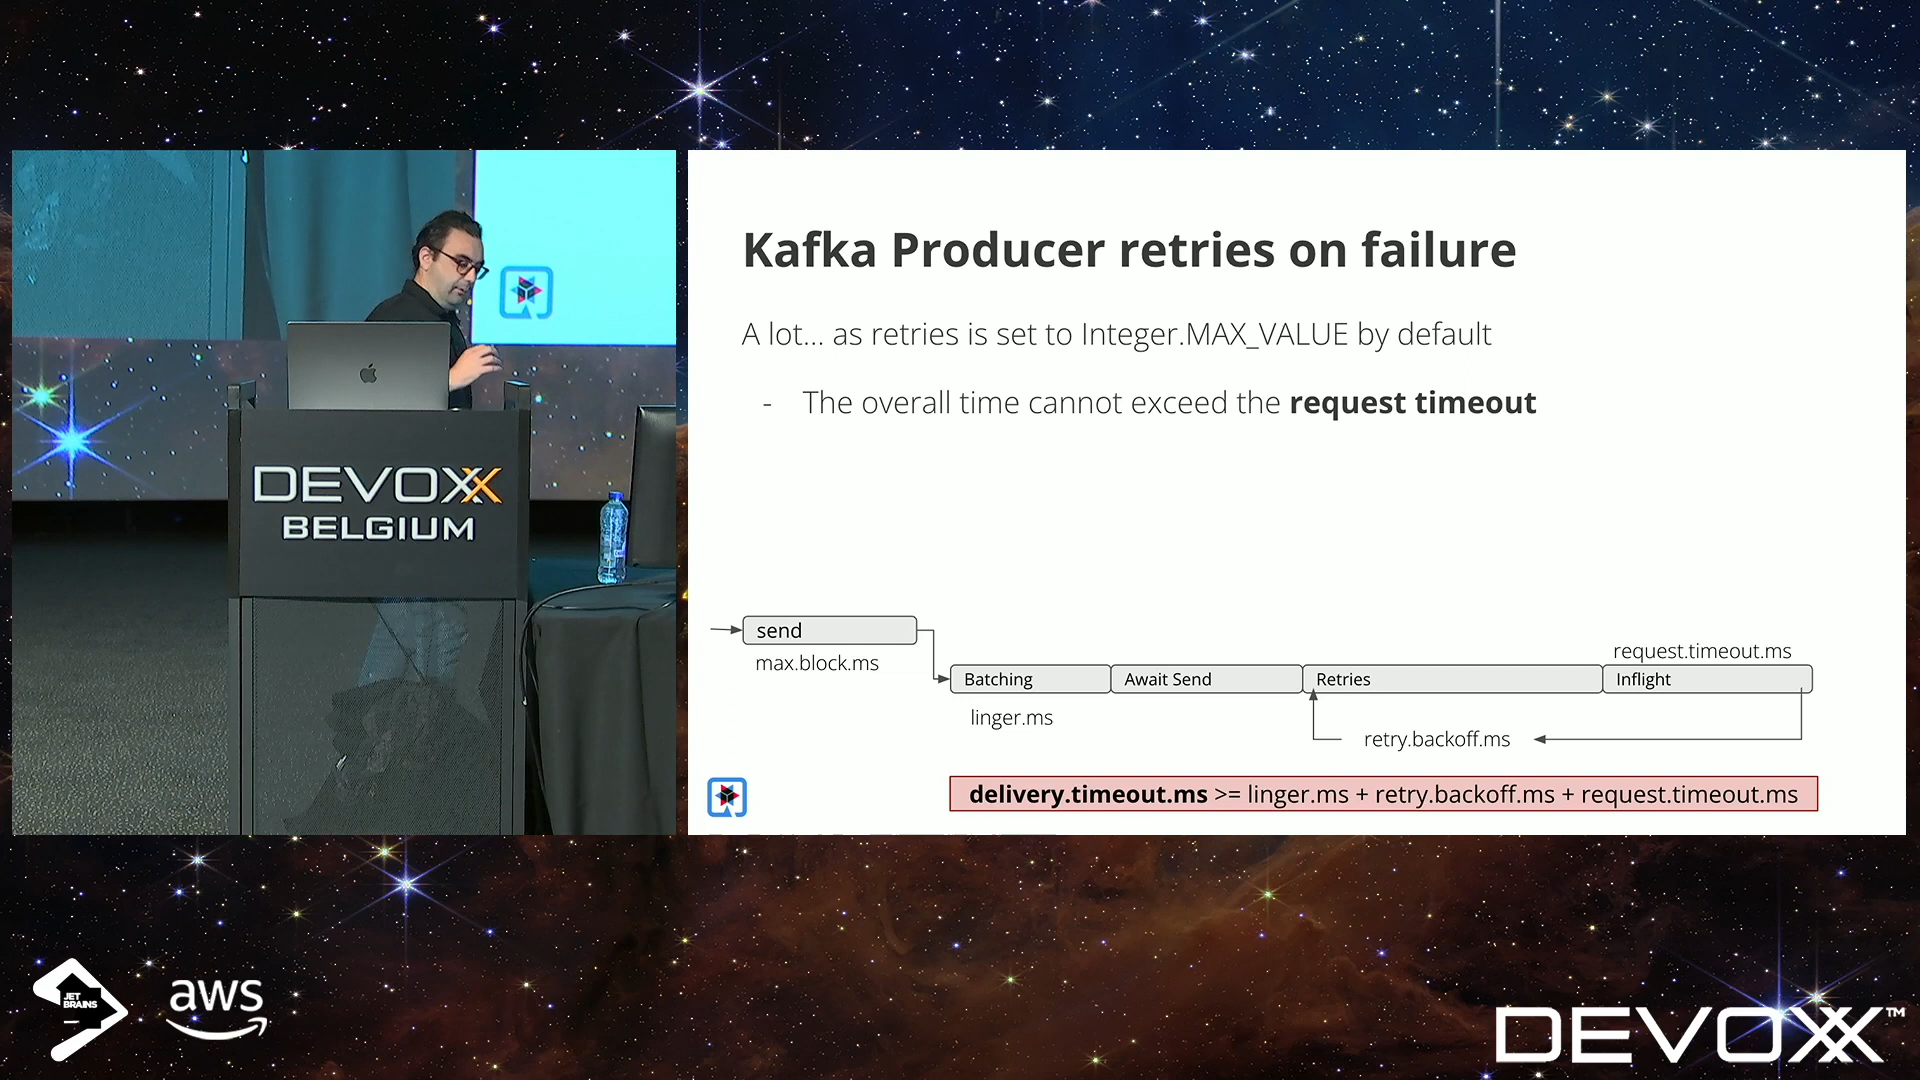 DEVOXX
BELGIUM
Kafka Producer retries on failure
A lot... as retries is set to Integer.MAX_VALUE by default
- The overall time cannot exceed the request timeout
send
max.block.ms
request.timeout.ms
Batching
Await Send
Retries
Inflight
linger.ms
retry.backoff.ms
delivery.timeout.ms >= linger.ms + retry.backoff.ms + request.timeout.ms
JET
BRAINS
aws
DEVOXX™